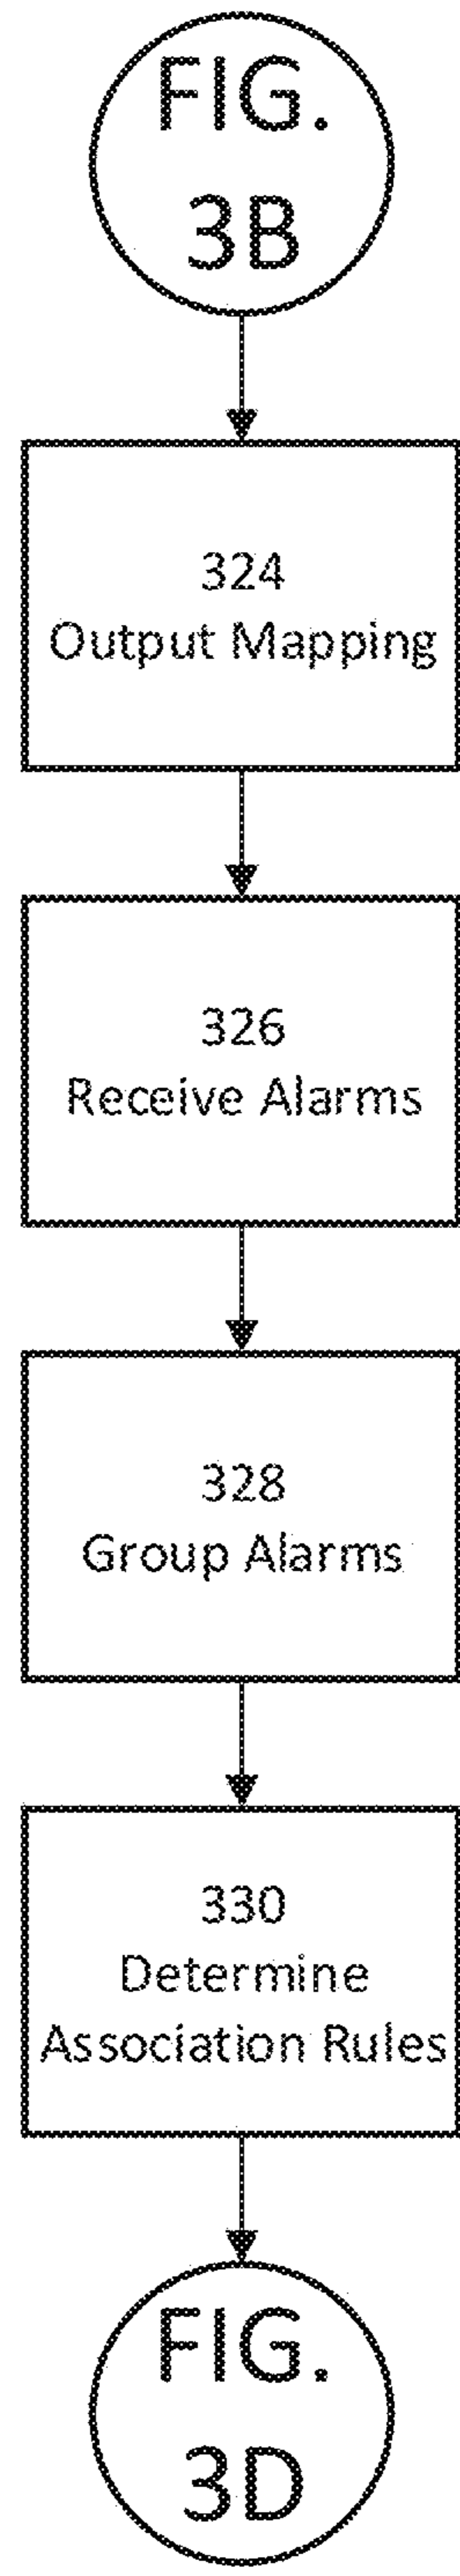 FIG.
3B
324
Output Mapping
326
Receive Alarms
328
Group Alarms
330
Determine
Association Rules
FIG.
3D